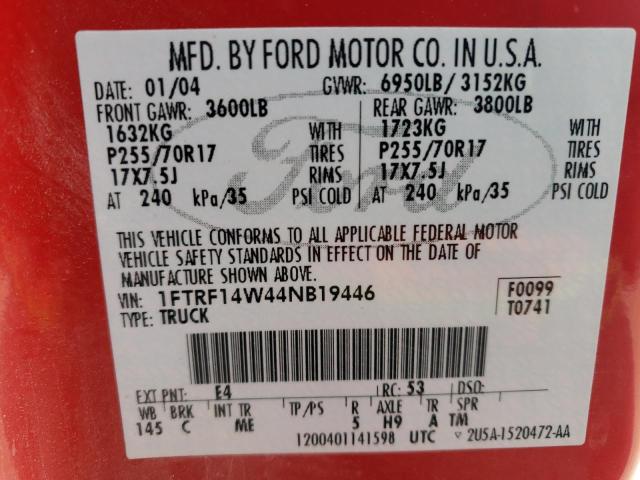 MFD. BY FORD MOTOR CO. IN U.S.A.
DATE: 01/04 GVWR: 6950LB/ 3152KG
FRONT GAWR: 3600LB REAR GAWR: 3800LB
1632KG WITH 1723KG WITH
P255/70R17 TIRES P255/70R17 TIRES
17X7.5J RIMS 17X7.5J RIMS
AT 240 kPa/35 PSI COLD AT 240 kPa/35 PSI COLD
Ford
THIS VEHICLE CONFORMS TO ALL APPLICABLE FEDERAL MOTOR
VEHICLE SAFETY STANDARDS IN EFFECT ON THE DATE OF
MANUFACTURE SHOWN ABOVE.
VIN: 1FTRF14W44NB19446 F0099
TYPE: TRUCK T0741
EXT PNT: E4 RC: 53 DSO:
WB BRK INT TR TP/PS R AXLE TR SPR
145 C ME 5 H9 A TM
1200401141598 UTC ▽ 2U5A-1520472-AA